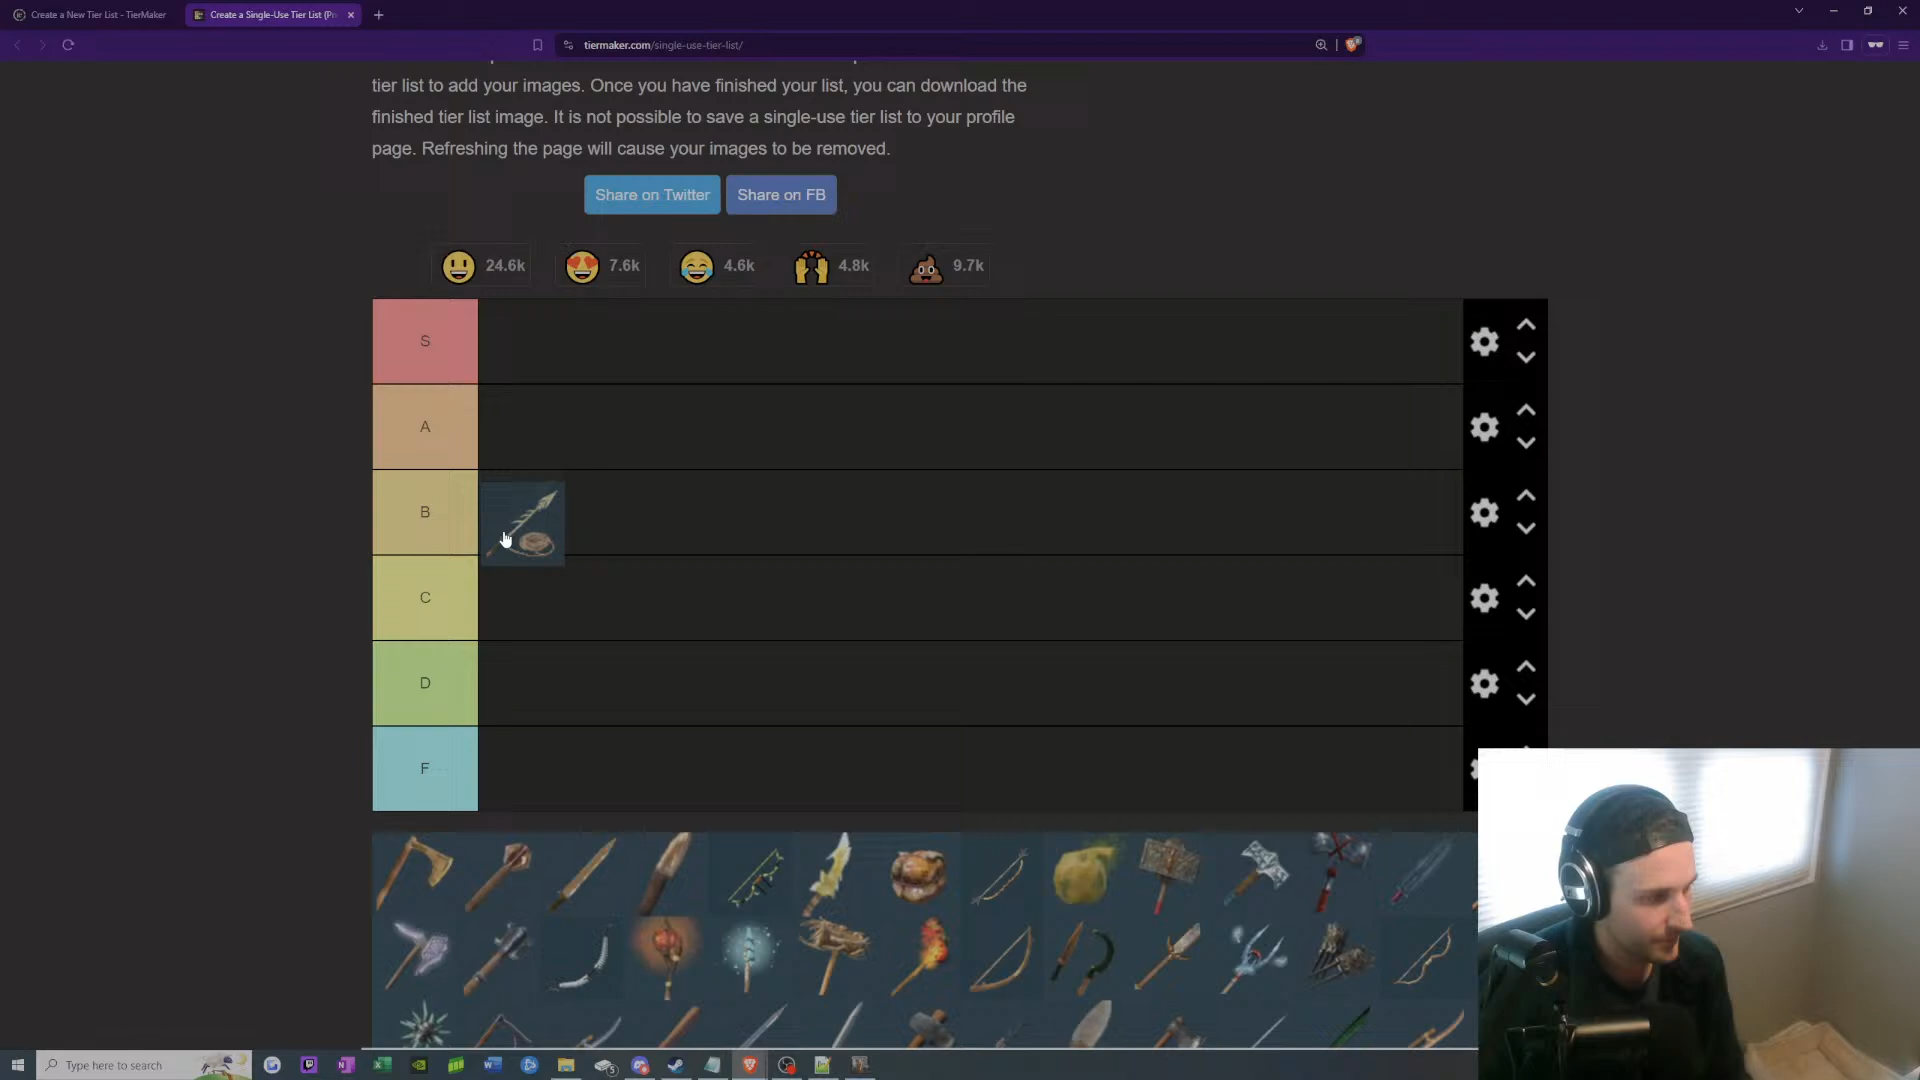 Create a New Tier List - TierMaker
Create a Single-Use Tier List (Pr
tiermaker.com/single-use-tier-list/
tier list to add your images. Once you have finished your list, you can download the
finished tier list image. It is not possible to save a single-use tier list to your profile
page. Refreshing the page will cause your images to be removed.
Share on Twitter
Share on FB
24.6k
7.6k
4.6k
4.8k
9.7k
S
A
B
C
D
F
Type here to search
5